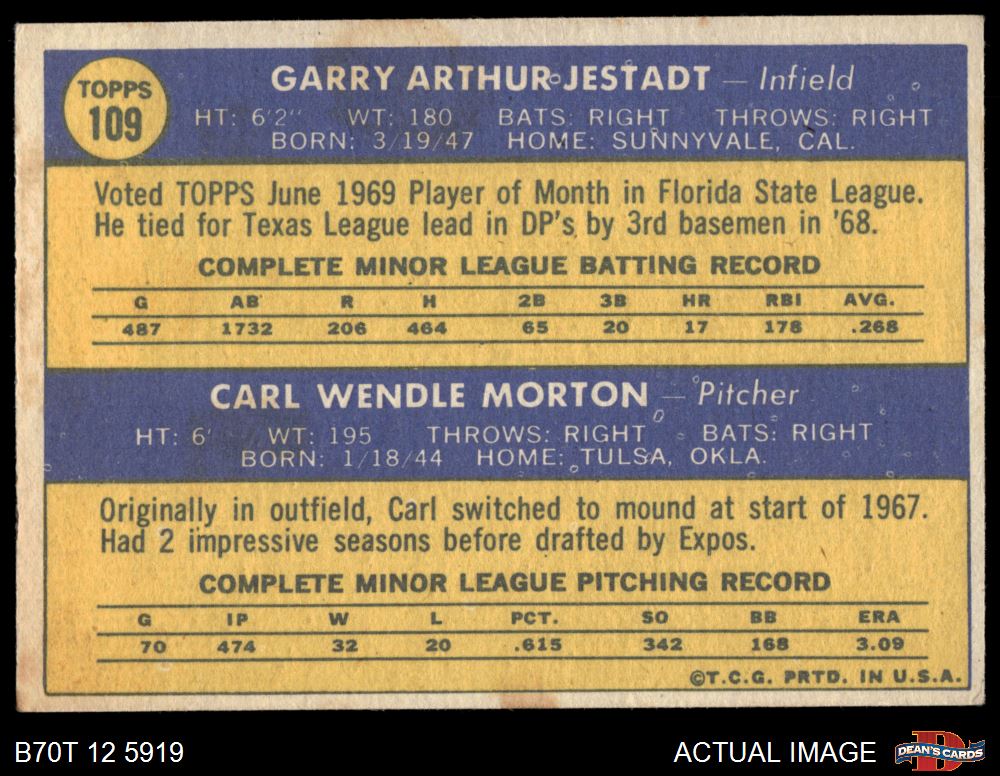 TOPPS
109
GARRY ARTHUR JESTADT — Infield
HT: 6'2" WT: 180 BATS: RIGHT THROWS: RIGHT
BORN: 3/19/47 HOME: SUNNYVALE, CAL.
Voted TOPPS June 1969 Player of Month in Florida State League.
He tied for Texas League lead in DP's by 3rd basemen in '68.
COMPLETE MINOR LEAGUE BATTING RECORD
G AB R H 2B 3B HR RBI AVG.
487 1732 206 464 65 20 17 178 .268
CARL WENDLE MORTON — Pitcher
HT: 6' WT: 195 THROWS: RIGHT BATS: RIGHT
BORN: 1/18/44 HOME: TULSA, OKLA.
Originally in outfield, Carl switched to mound at start of 1967.
Had 2 impressive seasons before drafted by Expos.
COMPLETE MINOR LEAGUE PITCHING RECORD
G IP W L PCT. SO BB ERA
70 474 32 20 .615 342 168 3.09
©T.C.G. PRTD. IN U.S.A.
B70T 12 5919 ACTUAL IMAGE DEAN'S CARDS